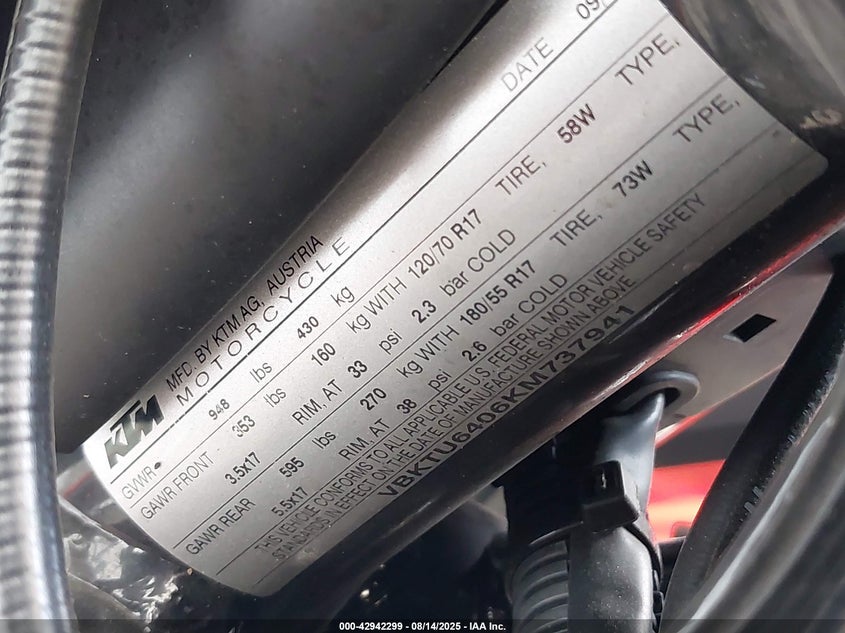 KTM MFD. BY KTM AG, AUSTRIA
MOTORCYCLE DATE 09/
GVWR. 948 lbs 430 kg
GAWR FRONT 353 lbs 160 kg WITH 120/70 R17 TIRE, 58W TYPE,
3.5x17 RIM, AT 33 psi 2.3 bar COLD
GAWR REAR 595 lbs 270 kg WITH 180/55 R17 TIRE, 73W TYPE,
5.5x17 RIM, AT 38 psi 2.6 bar COLD
THIS VEHICLE CONFORMS TO ALL APPLICABLE US FEDERAL MOTOR VEHICLE SAFETY
STANDARDS IN EFFECT ON THE DATE OF MANUFACTURE SHOWN ABOVE
VBKTU6406KM737941
000-42942299 - 08/14/2025 - IAA Inc.